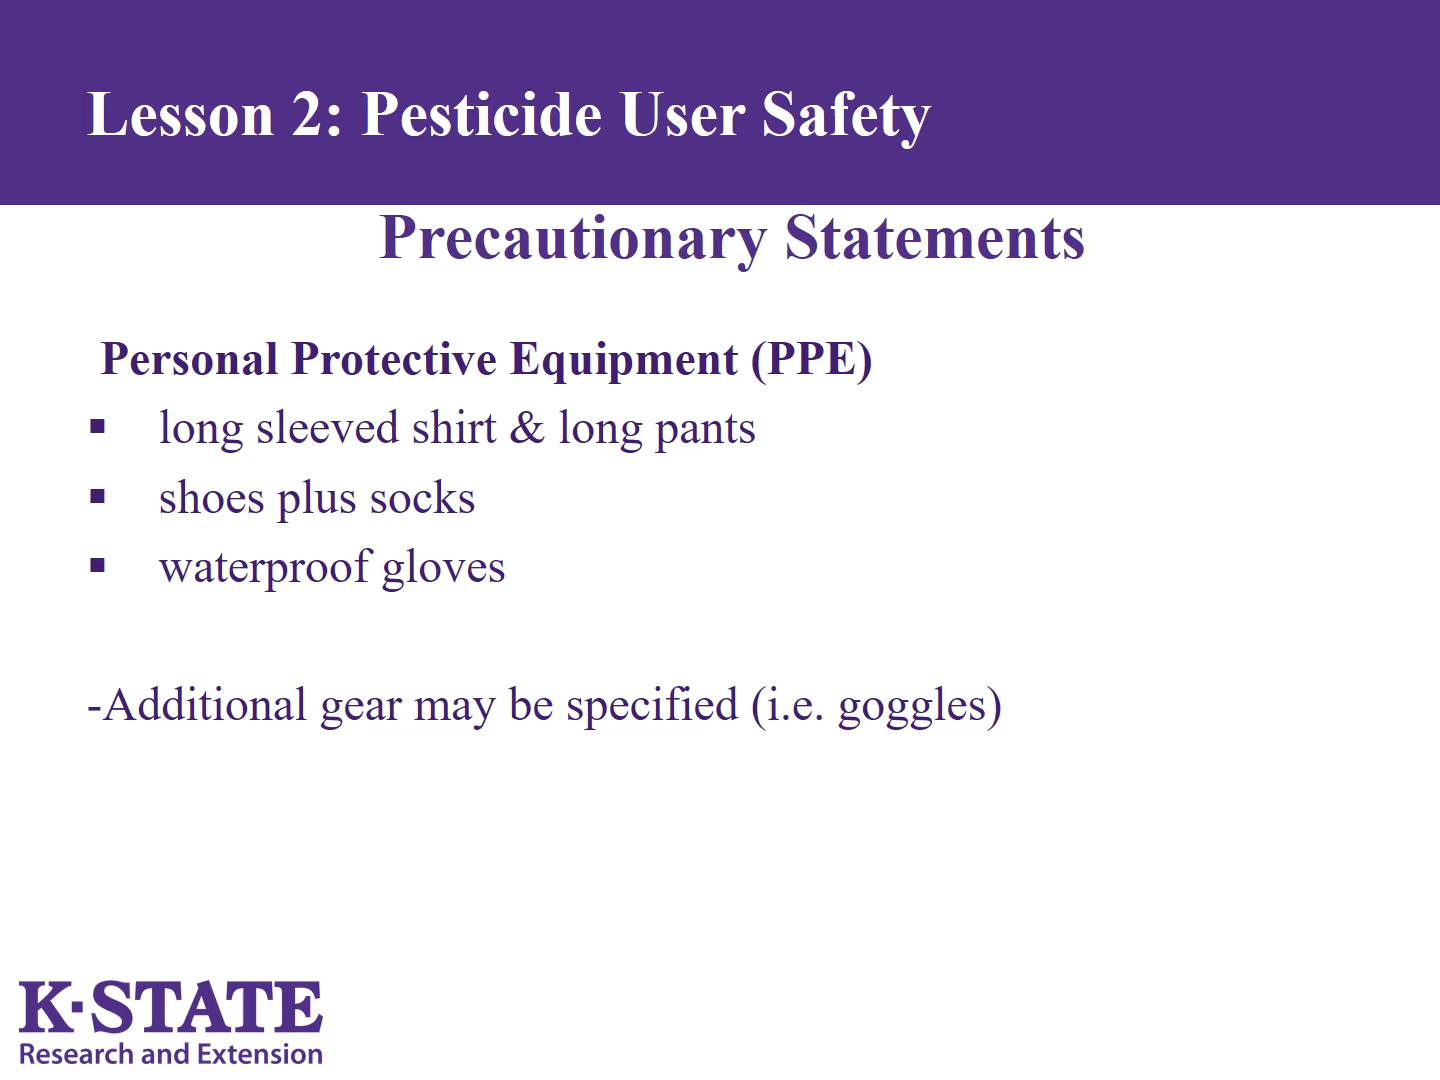 Lesson 2: Pesticide User Safety
Precautionary Statements
Personal Protective Equipment (PPE)
▪ long sleeved shirt & long pants
▪ shoes plus socks
▪ waterproof gloves
-Additional gear may be specified (i.e. goggles)
K·STATE
Research and Extension